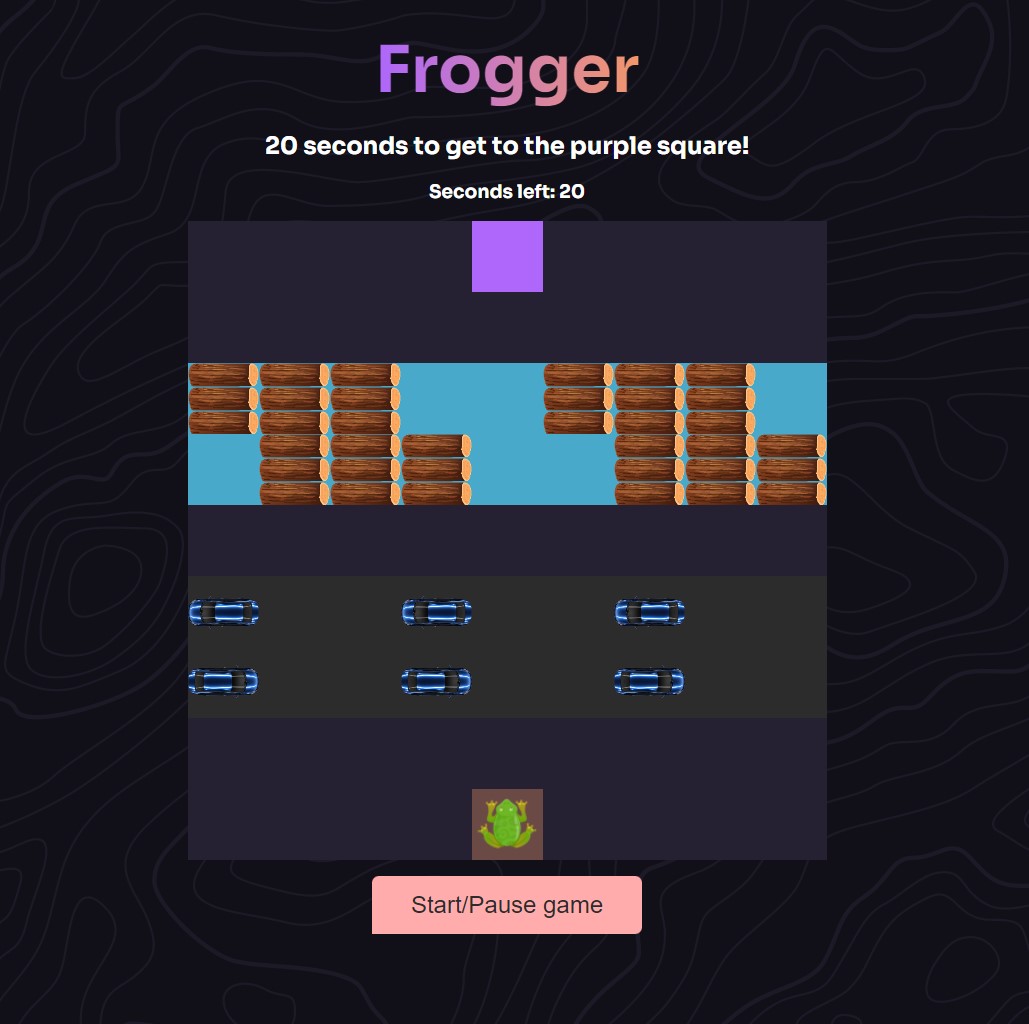 Frogger
20 seconds to get to the purple square!
Seconds left: 20
Start/Pause game